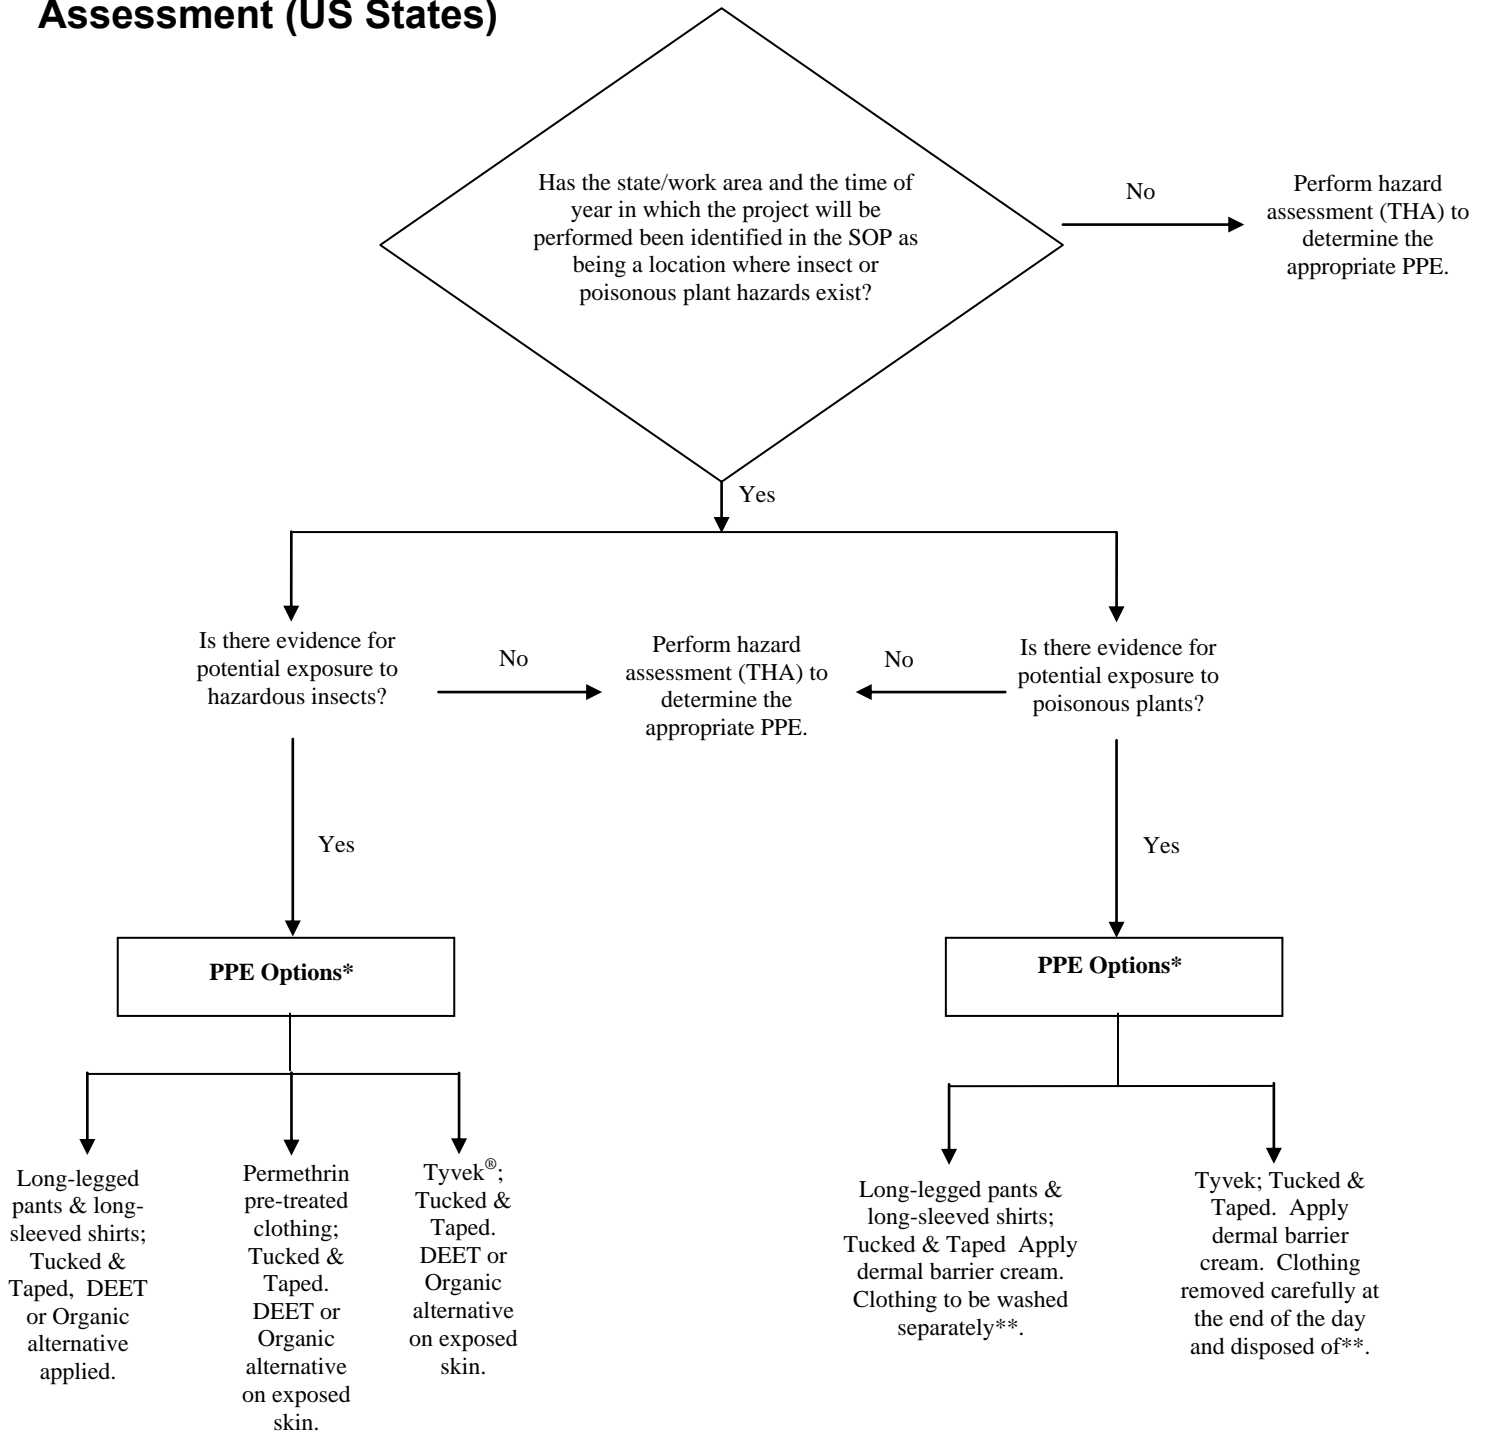 Assessment (US States)
Has the state/work area and the time of
year in which the project will be
performed been identified in the SOP as
being a location where insect or
poisonous plant hazards exist?
No
Perform hazard
assessment (THA) to
determine the
appropriate PPE.
Yes
Is there evidence for
potential exposure to
hazardous insects?
No
Perform hazard
assessment (THA) to
determine the
appropriate PPE.
No
Is there evidence for
potential exposure to
poisonous plants?
Yes
Yes
PPE Options*
PPE Options*
Long-legged
pants & long-
sleeved shirts;
Tucked &
Taped, DEET
or Organic
alternative
applied.
Permethrin
pre-treated
clothing;
Tucked &
Taped.
DEET or
Organic
alternative
on exposed
skin.
Tyvek®;
Tucked &
Taped.
DEET or
Organic
alternative
on exposed
skin.
Long-legged pants &
long-sleeved shirts;
Tucked & Taped Apply
dermal barrier cream.
Clothing to be washed
separately**.
Tyvek; Tucked &
Taped. Apply
dermal barrier
cream. Clothing
removed carefully at
the end of the day
and disposed of**.